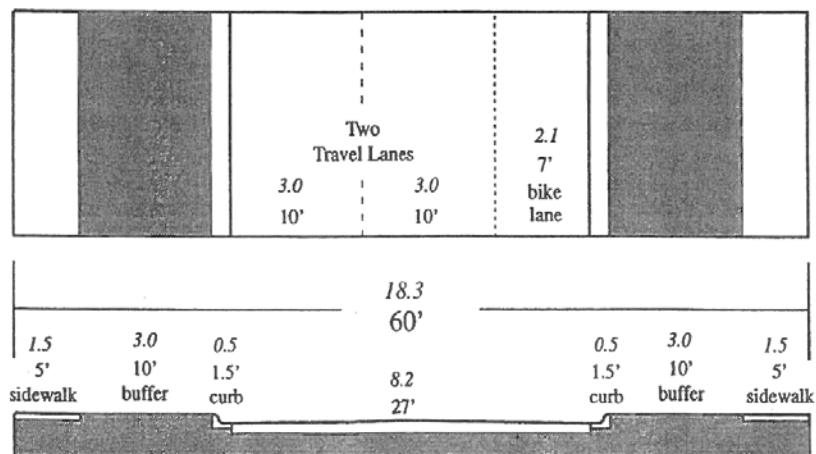 Two
Travel Lanes
3.0
10'
3.0
10'
2.1
7'
bike
lane
18.3
60'
1.5
5'
sidewalk
3.0
10'
buffer
0.5
1.5'
curb
8.2
27'
0.5
1.5'
curb
3.0
10'
buffer
1.5
5'
sidewalk